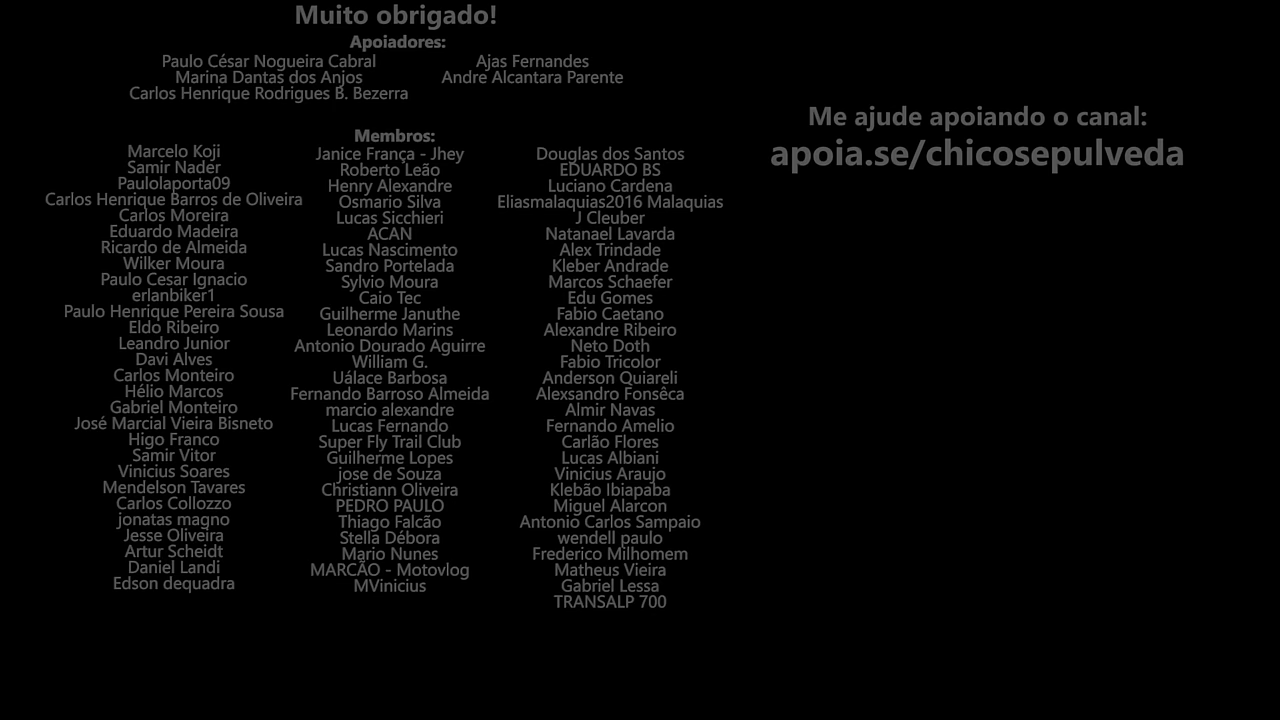 Muito obrigado!
Apoiadores:
Paulo César Nogueira Cabral
Marina Dantas dos Anjos
Carlos Henrique Rodrigues B. Bezerra
Ajas Fernandes
Andre Alcantara Parente
Membros:
Marcelo Koji
Samir Nader
Paulolaporta09
Carlos Henrique Barros de Oliveira
Carlos Moreira
Eduardo Madeira
Ricardo de Almeida
Wilker Moura
Paulo Cesar Ignacio
erlanbiker1
Paulo Henrique Pereira Sousa
Eldo Ribeiro
Leandro Junior
Davi Alves
Carlos Monteiro
Hélio Marcos
Gabriel Monteiro
José Marcial Vieira Bisneto
Higo Franco
Samir Vitor
Vinicius Soares
Mendelson Tavares
Carlos Collozzo
jonatas magno
Jesse Oliveira
Artur Scheidt
Daniel Landi
Edson dequadra
Janice França - Jhey
Roberto Leão
Henry Alexandre
Osmario Silva
Lucas Sicchieri
ACAN
Lucas Nascimento
Sandro Portelada
Sylvio Moura
Caio Tec
Guilherme Januthe
Leonardo Marins
Antonio Dourado Aguirre
William G.
Uálace Barbosa
Fernando Barroso Almeida
marcio alexandre
Lucas Fernando
Super Fly Trail Club
Guilherme Lopes
jose de Souza
Christiann Oliveira
PEDRO PAULO
Thiago Falcão
Stella Débora
Mario Nunes
MARCÃO - Motovlog
MVinicius
Douglas dos Santos
EDUARDO BS
Luciano Cardena
Eliasmalaquias2016 Malaquias
J Cleuber
Natanael Lavarda
Alex Trindade
Kleber Andrade
Marcos Schaefer
Edu Gomes
Fabio Caetano
Alexandre Ribeiro
Neto Doth
Fabio Tricolor
Anderson Quiareli
Alexsandro Fonsêca
Almir Navas
Fernando Amelio
Carlão Flores
Lucas Albiani
Vinicius Araujo
Klebão Ibiapaba
Miguel Alarcon
Antonio Carlos Sampaio
wendell paulo
Frederico Milhomem
Matheus Vieira
Gabriel Lessa
TRANSALP 700
Me ajude apoiando o canal:
apoia.se/chicosepulveda